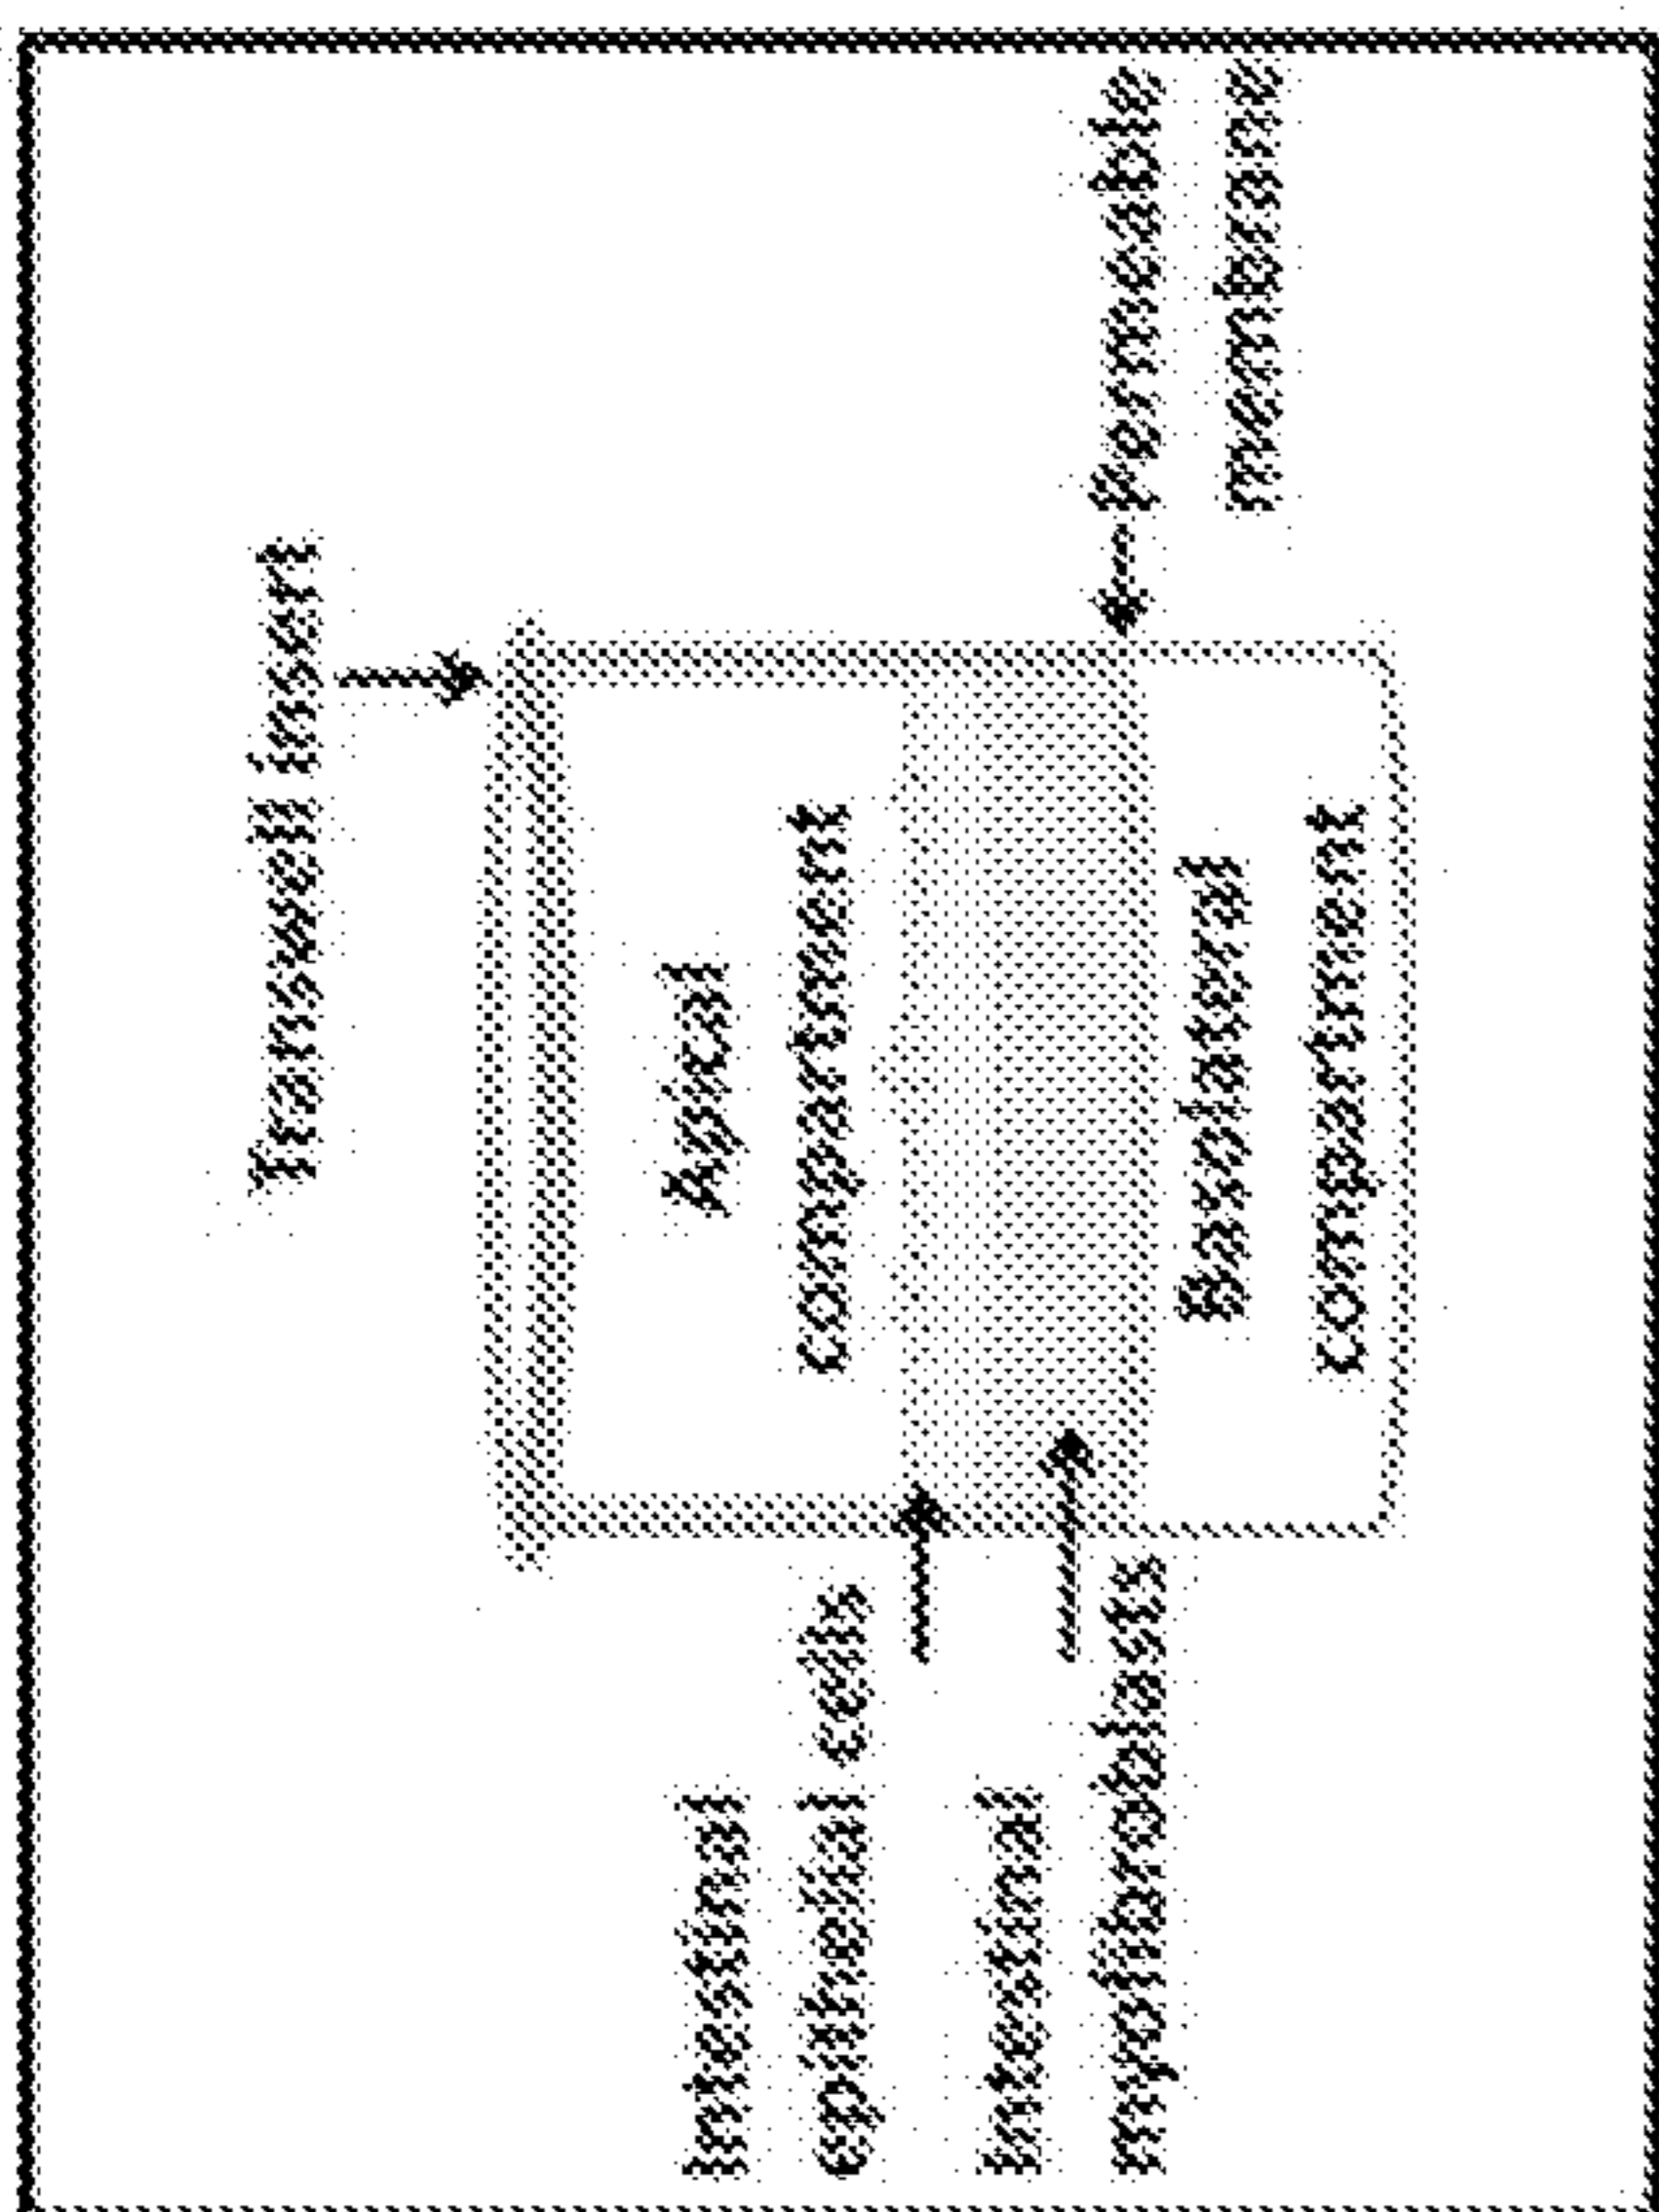 Transwell insert
Apical
compartment
Intestinal
epithelial cells
Intestinal
myofibroblasts
Permeable
membrane
Basolateral
compartment